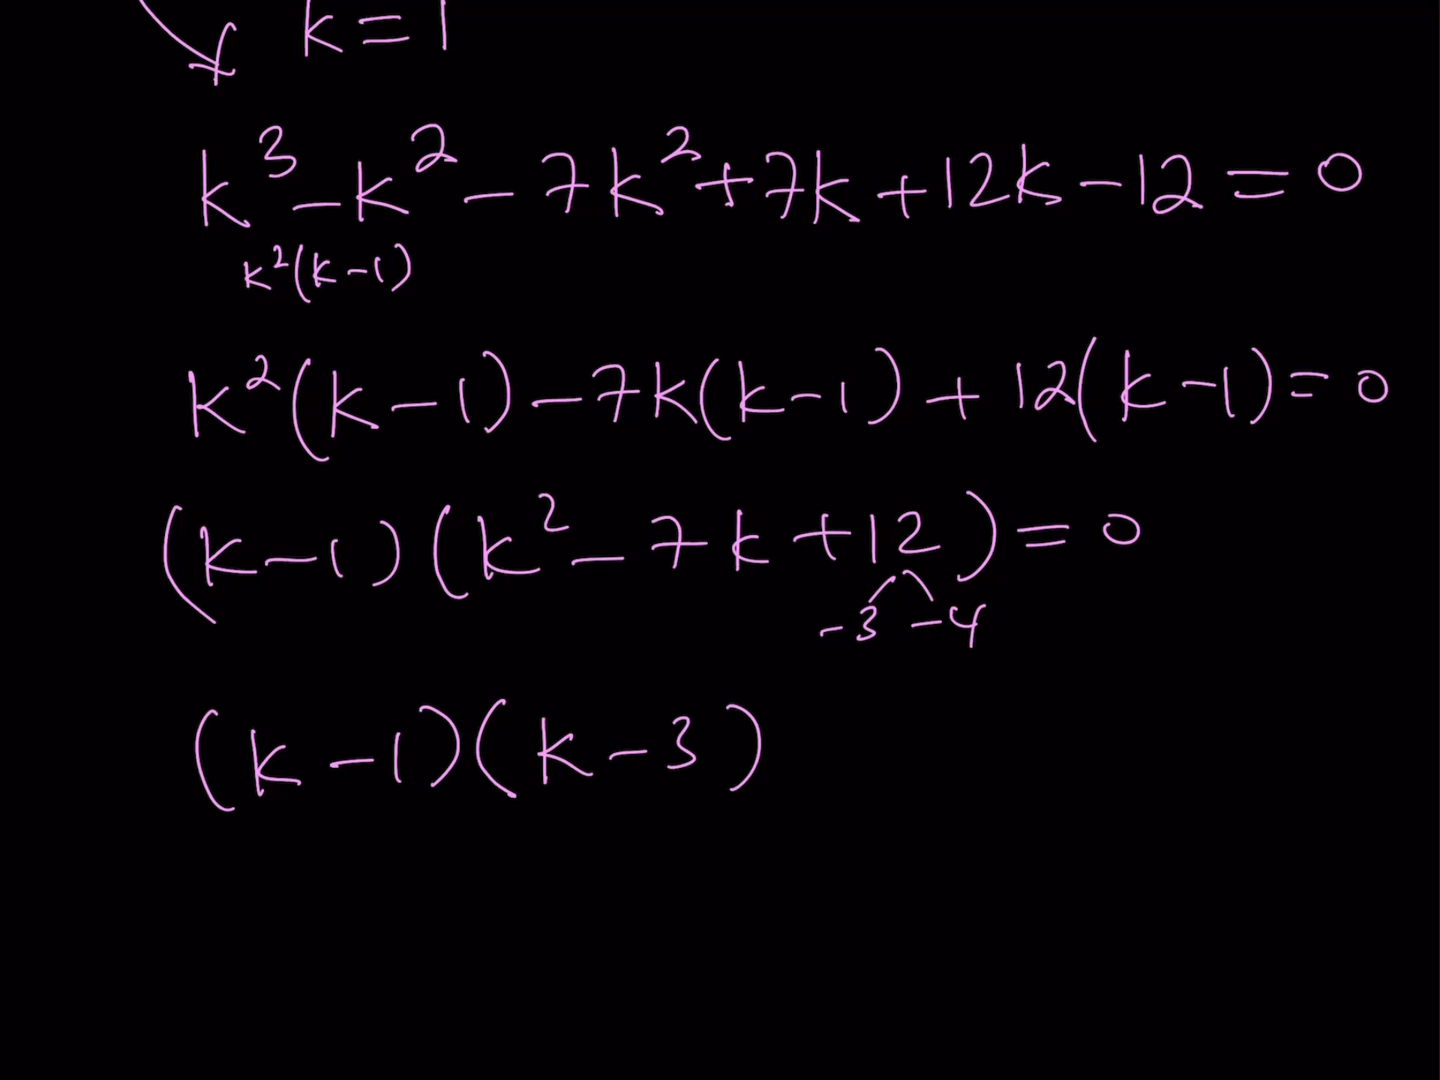 k = 1
k³ - k² - 7k² + 7k + 12k - 12 = 0
k²(k - 1)
k²(k - 1) - 7k(k - 1) + 12(k - 1) = 0
(k - 1)(k² - 7k + 12) = 0
-3 -4
(k - 1)(k - 3)